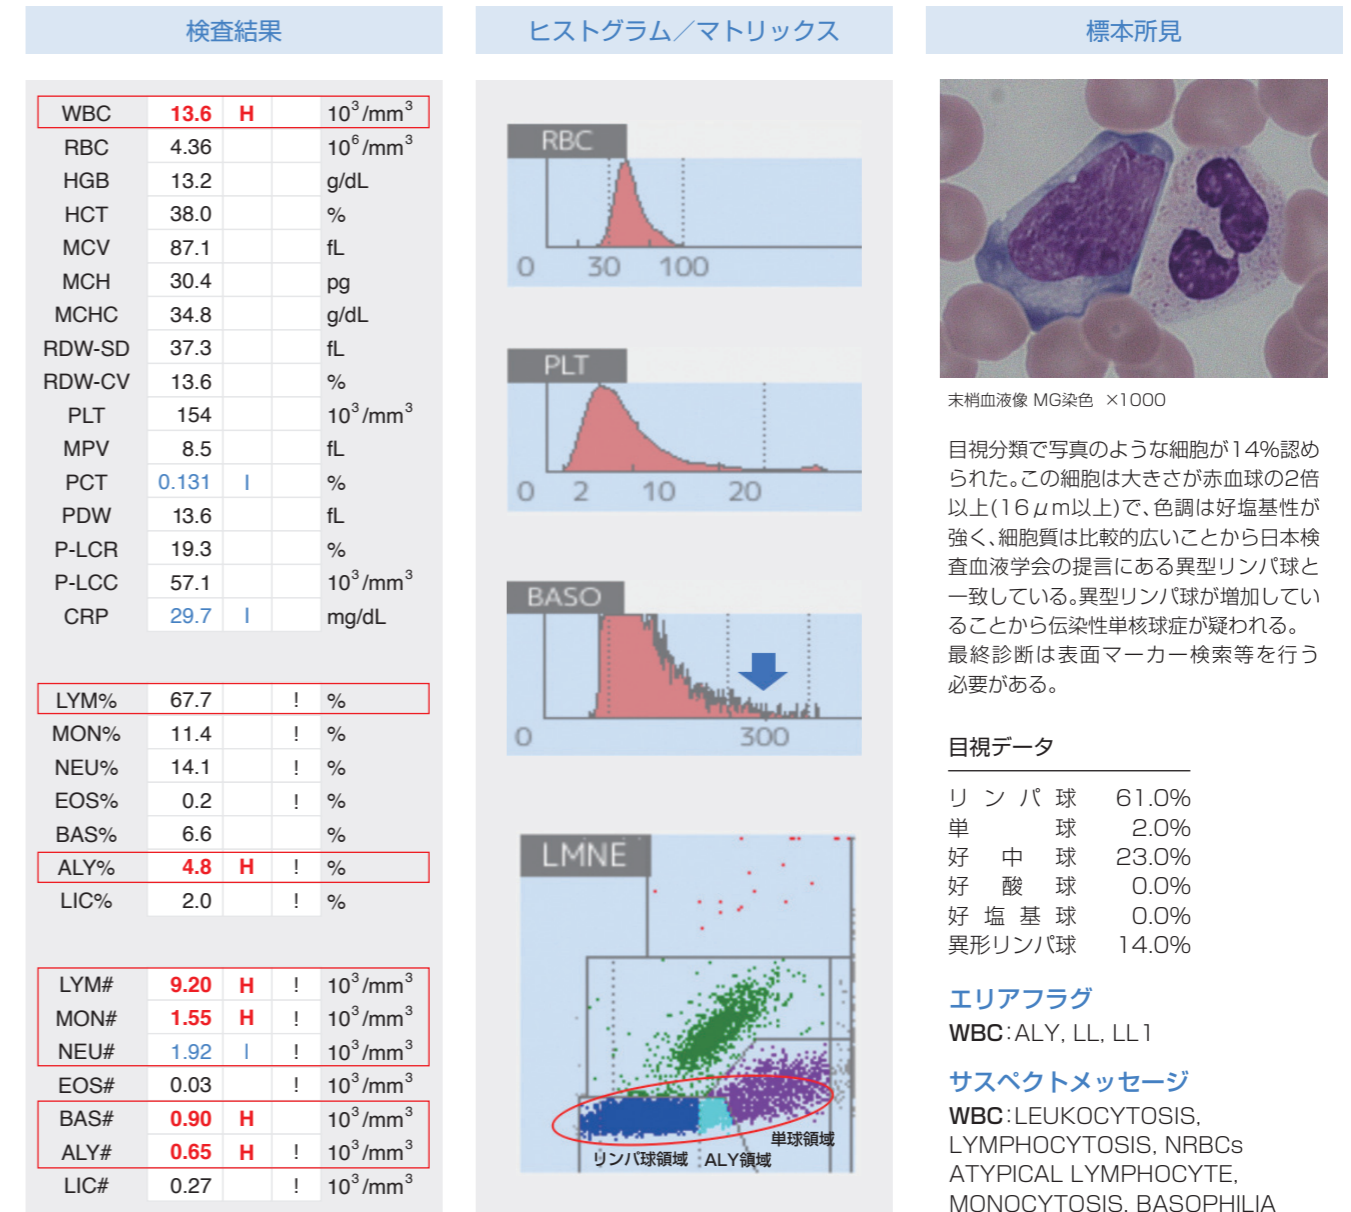 検査結果
WBC 13.6 H 10³/mm³
RBC 4.36 10⁶/mm³
HGB 13.2 g/dL
HCT 38.0 %
MCV 87.1 fL
MCH 30.4 pg
MCHC 34.8 g/dL
RDW-SD 37.3 fL
RDW-CV 13.6 %
PLT 154 10³/mm³
MPV 8.5 fL
PCT 0.131 l %
PDW 13.6 fL
P-LCR 19.3 %
P-LCC 57.1 10³/mm³
CRP 29.7 l mg/dL
LYM% 67.7 ! %
MON% 11.4 ! %
NEU% 14.1 ! %
EOS% 0.2 ! %
BAS% 6.6 %
ALY% 4.8 H ! %
LIC% 2.0 ! %
LYM# 9.20 H ! 10³/mm³
MON# 1.55 H ! 10³/mm³
NEU# 1.92 l ! 10³/mm³
EOS# 0.03 ! 10³/mm³
BAS# 0.90 H 10³/mm³
ALY# 0.65 H ! 10³/mm³
LIC# 0.27 ! 10³/mm³
ヒストグラム／マトリックス
RBC
0 30 100
PLT
0 2 10 20
BASO
0 300
LMNE
単球領域
リンパ球領域 ALY領域
標本所見
末梢血液像 MG染色 ×1000
目視分類で写真のような細胞が14%認め
られた。この細胞は大きさが赤血球の2倍
以上(16μm以上)で、色調は好塩基性が
強く、細胞質は比較的広いことから日本検
査血液学会の提言にある異型リンパ球と
一致している。異型リンパ球が増加してい
ることから伝染性単核球症が疑われる。
最終診断は表面マーカー検索等を行う
必要がある。
目視データ
リンパ球 61.0%
単球 2.0%
好中球 23.0%
好酸球 0.0%
好塩基球 0.0%
異形リンパ球 14.0%
エリアフラグ
WBC:ALY, LL, LL1
サスペクトメッセージ
WBC:LEUKOCYTOSIS,
LYMPHOCYTOSIS, NRBCs
ATYPICAL LYMPHOCYTE,
MONOCYTOSIS, BASOPHILIA